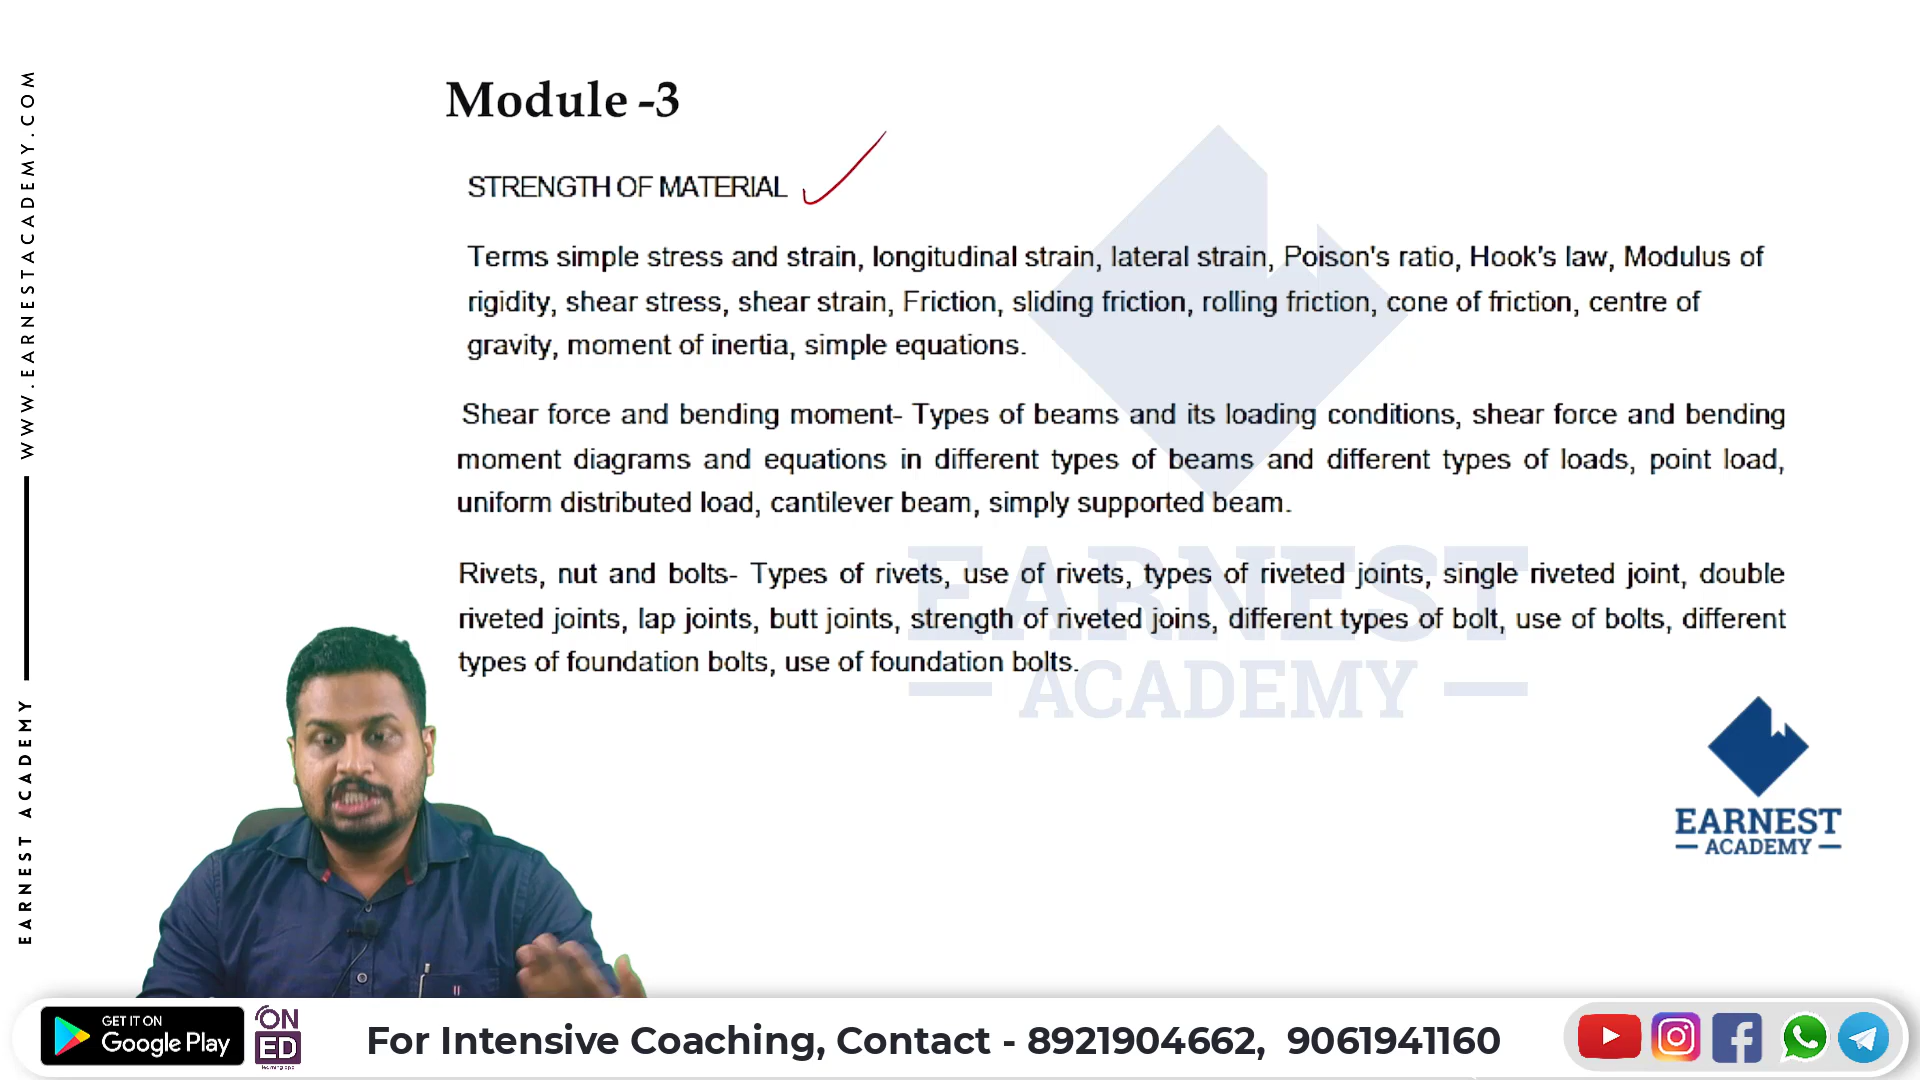 WWW.EARNESTACADEMY.COM
EARNEST ACADEMY
Module -3
STRENGTH OF MATERIAL
Terms simple stress and strain, longitudinal strain, lateral strain, Poison's ratio, Hook's law, Modulus of
rigidity, shear stress, shear strain, Friction, sliding friction, rolling friction, cone of friction, centre of
gravity, moment of inertia, simple equations.
Shear force and bending moment- Types of beams and its loading conditions, shear force and bending
moment diagrams and equations in different types of beams and different types of loads, point load,
uniform distributed load, cantilever beam, simply supported beam.
Rivets, nut and bolts- Types of rivets, use of rivets, types of riveted joints, single riveted joint, double
riveted joints, lap joints, butt joints, strength of riveted joins, different types of bolt, use of bolts, different
types of foundation bolts, use of foundation bolts.
EARNEST
ACADEMY
EARNEST
ACADEMY
GET IT ON
Google Play
ON
ED
learning app
For Intensive Coaching, Contact - 8921904662, 9061941160